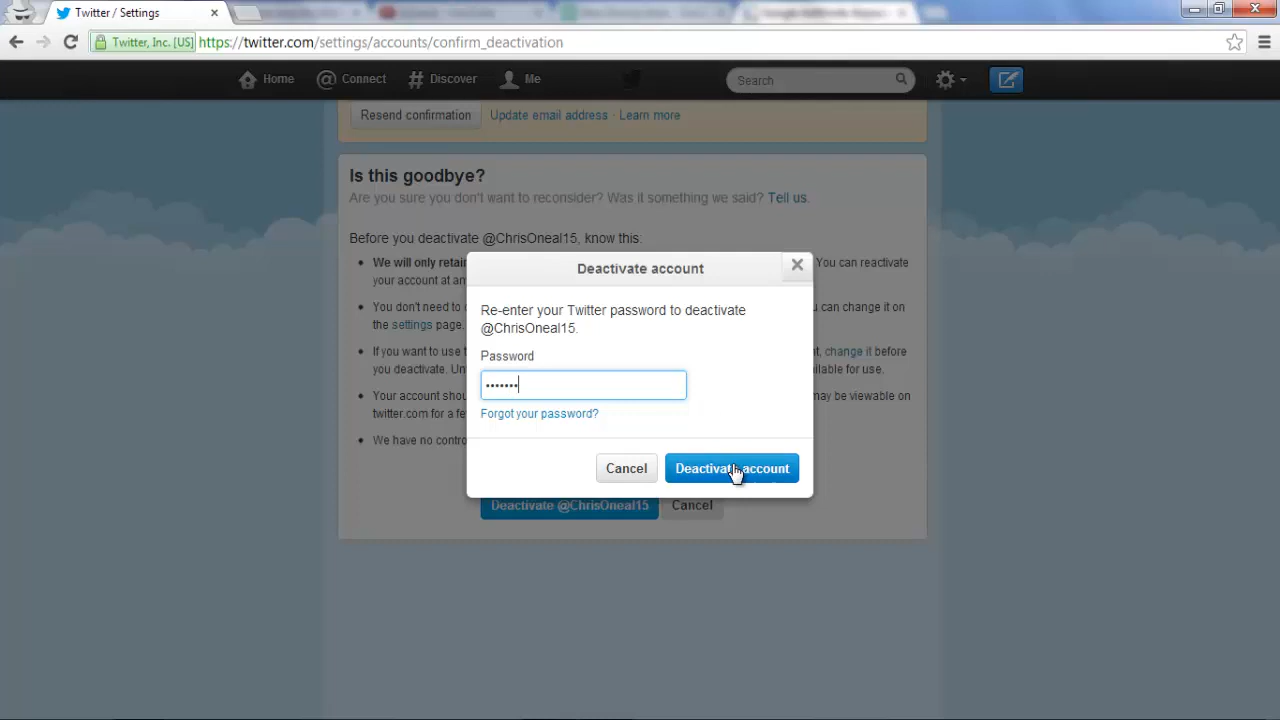 Twitter / Settings
Twitter, Inc. [US] https://twitter.com/settings/accounts/confirm_deactivation
Home Connect Discover Me Search
Resend confirmation Update email address · Learn more
Is this goodbye?
Are you sure you don't want to reconsider? Was it something we said? Tell us.
Before you deactivate @ChrisOneal15, know this:
We will only retai You can reactivate
your account at an
You don't need to an change it on
the settings page.
If you want to use t nt, change it before
you deactivate. Un ailable for use.
Your account shou may be viewable on
twitter.com for a fe
We have no contro
Deactivate account
Re-enter your Twitter password to deactivate
@ChrisOneal15.
Password
•••••••
Forgot your password?
Cancel Deactivate account
Deactivate @ChrisOneal15 Cancel